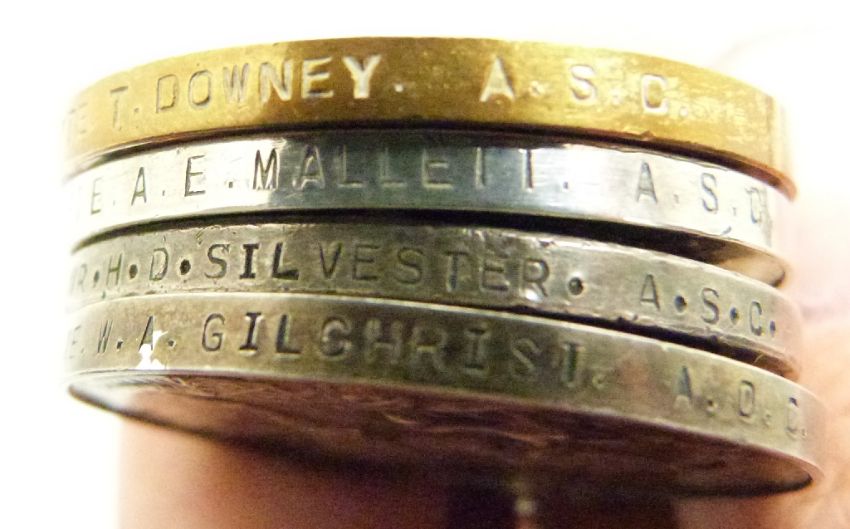 T. DOWNEY. A.S.C.
E. A.E. MALLETT. A.S.C
R•H•D•SILVESTER• A•S•C•
E. W.A. GILCHRIST. A.O.C.